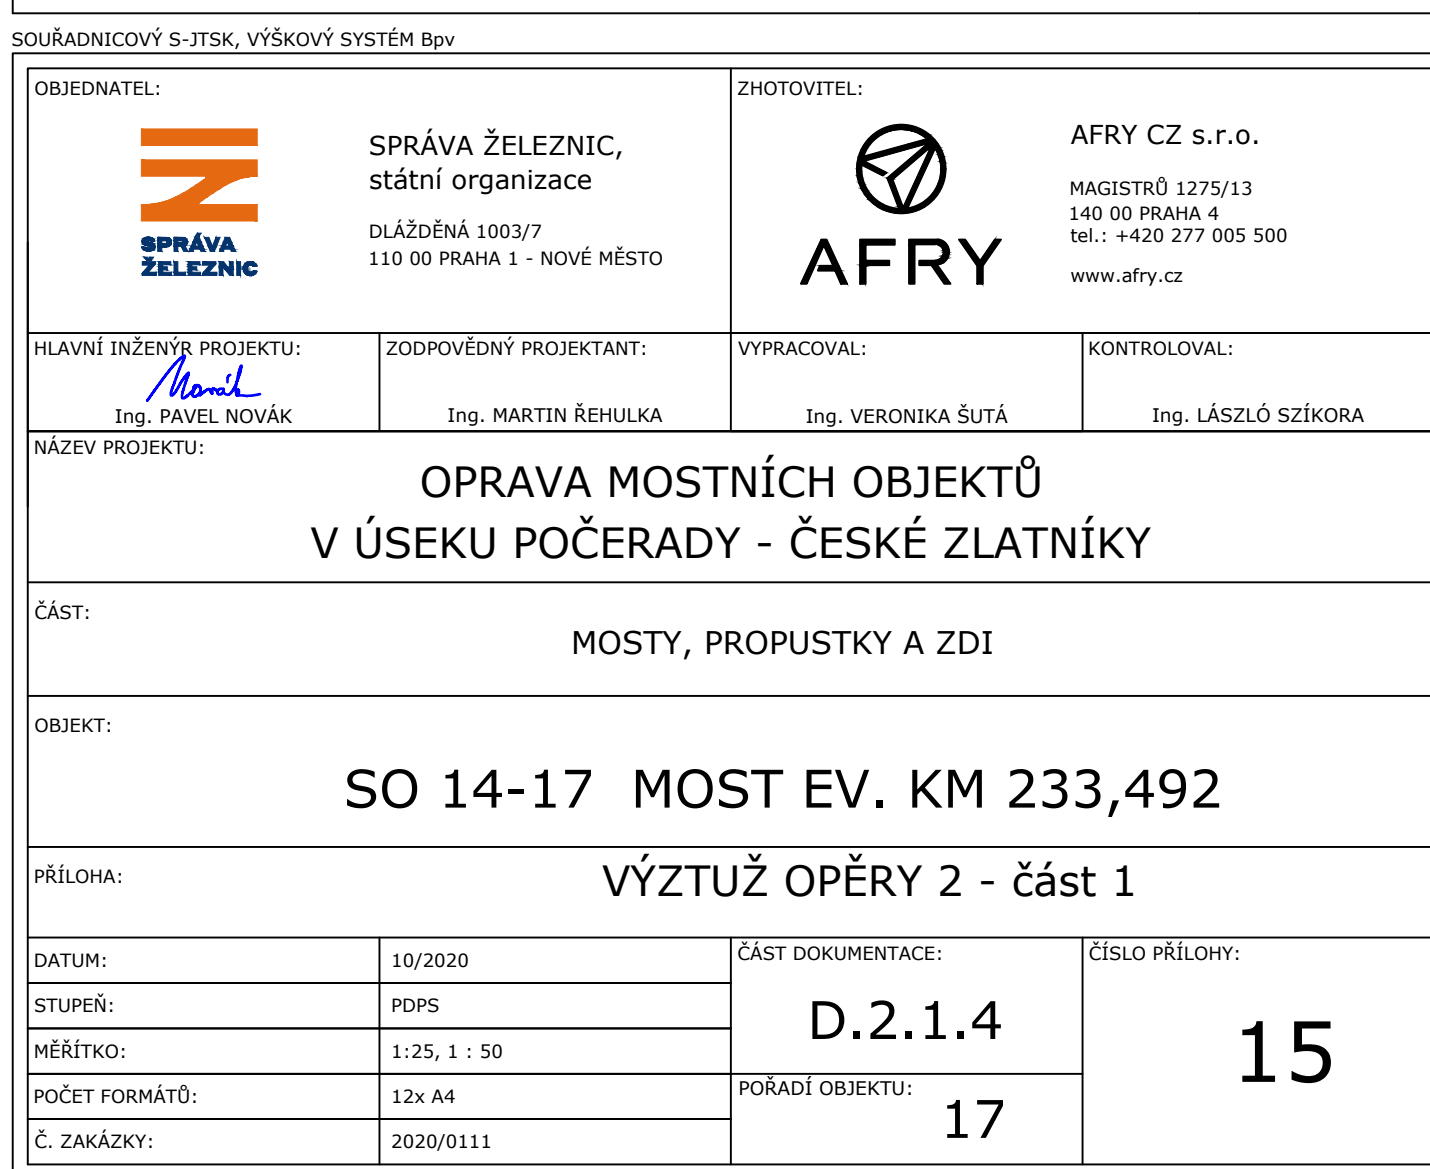 SOUŘADNICOVÝ S-JTSK, VÝŠKOVÝ SYSTÉM Bpv
OBJEDNATEL:
SPRÁVA ŽELEZNIC
SPRÁVA ŽELEZNIC,
státní organizace
DLÁŽDĚNÁ 1003/7
110 00 PRAHA 1 - NOVÉ MĚSTO
ZHOTOVITEL:
AFRY
AFRY CZ s.r.o.
MAGISTRŮ 1275/13
140 00 PRAHA 4
tel.: +420 277 005 500
www.afry.cz
HLAVNÍ INŽENÝR PROJEKTU:
Novák
Ing. PAVEL NOVÁK
ZODPOVĚDNÝ PROJEKTANT:
Ing. MARTIN ŘEHULKA
VYPRACOVAL:
Ing. VERONIKA ŠUTÁ
KONTROLOVAL:
Ing. LÁSZLÓ SZÍKORA
NÁZEV PROJEKTU:
OPRAVA MOSTNÍCH OBJEKTŮ
V ÚSEKU POČERADY - ČESKÉ ZLATNÍKY
ČÁST:
MOSTY, PROPUSTKY A ZDI
OBJEKT:
SO 14-17 MOST EV. KM 233,492
PŘÍLOHA:
VÝZTUŽ OPĚRY 2 - část 1
DATUM:
10/2020
STUPEŇ:
PDPS
MĚŘÍTKO:
1:25, 1 : 50
POČET FORMÁTŮ:
12x A4
Č. ZAKÁZKY:
2020/0111
ČÁST DOKUMENTACE:
D.2.1.4
POŘADÍ OBJEKTU:
17
ČÍSLO PŘÍLOHY:
15